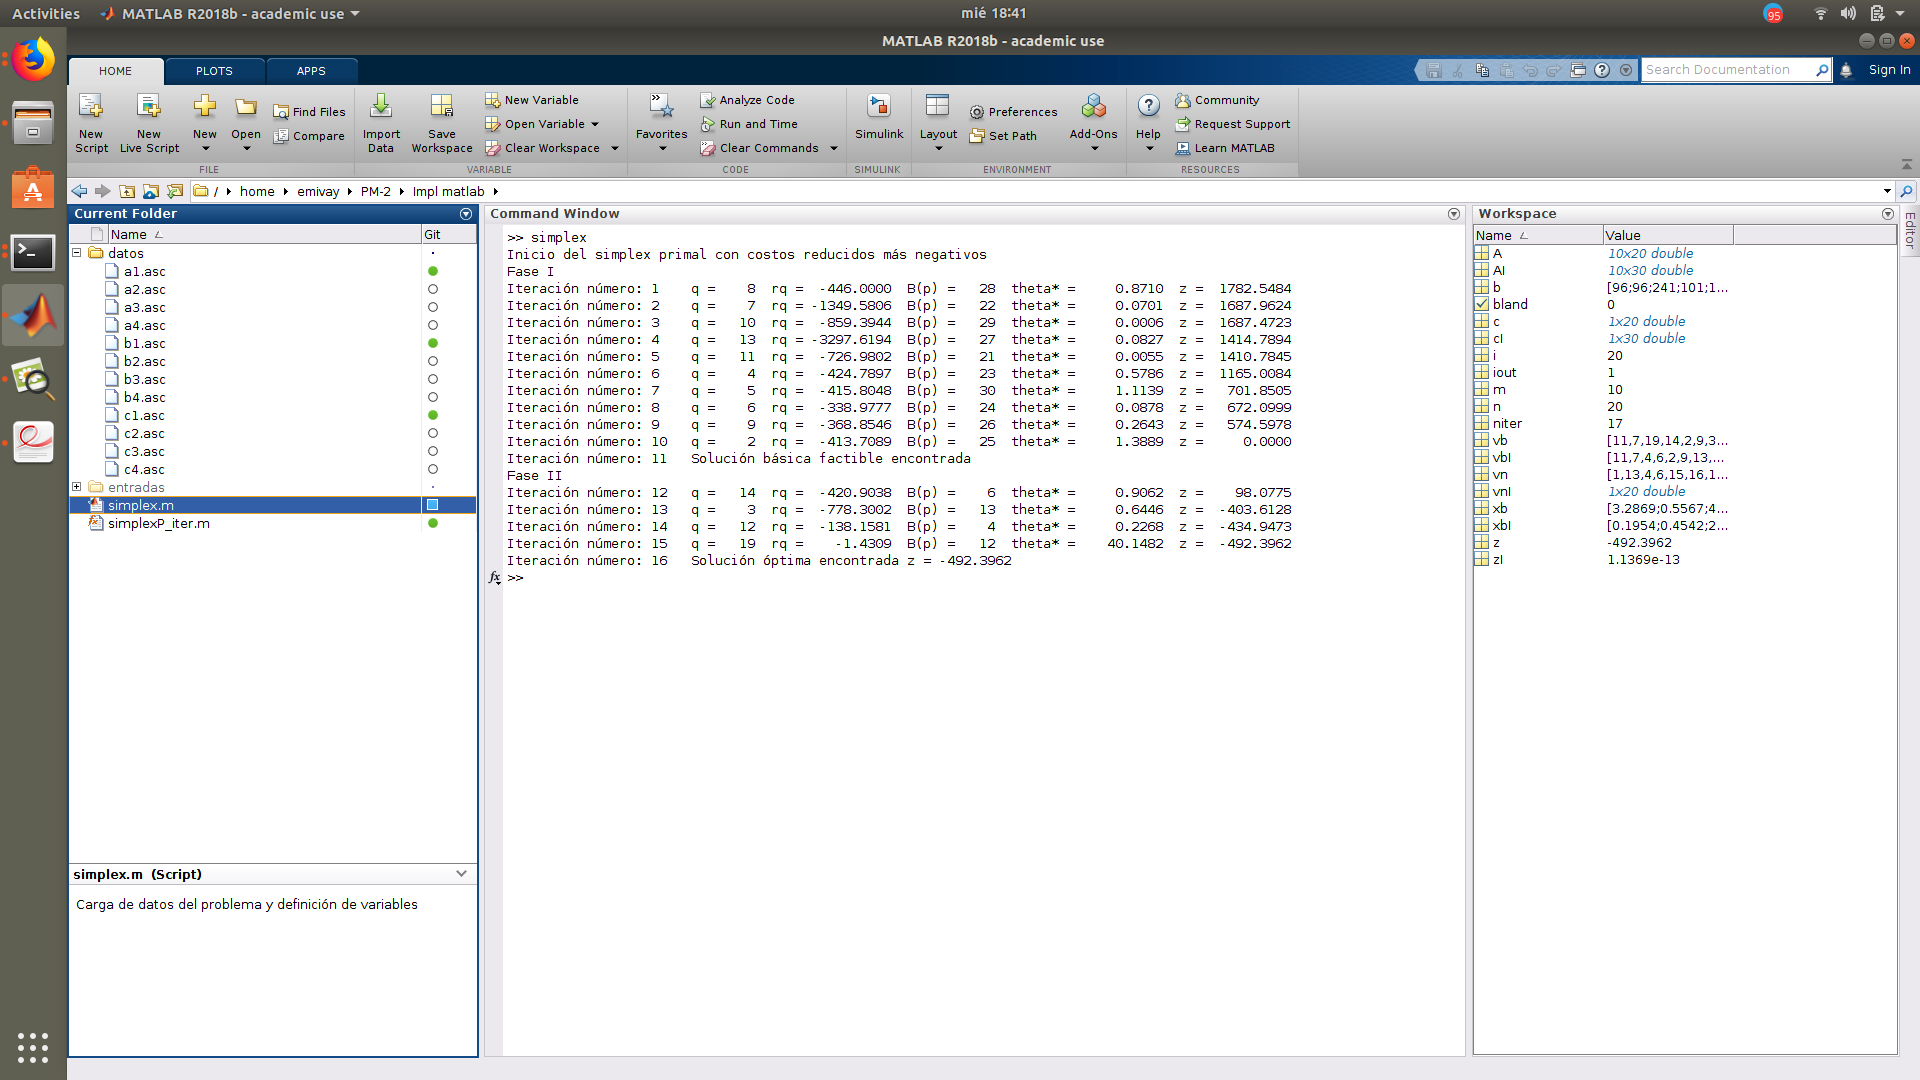 Activities MATLAB R2018b - academic use mié 18:41 95
MATLAB R2018b - academic use
HOME PLOTS APPS Search Documentation Sign In
New Script
New Live Script
New
Open
Find Files
Compare
FILE
Import Data
Save Workspace
New Variable
Open Variable
Clear Workspace
VARIABLE
Favorites
Analyze Code
Run and Time
Clear Commands
CODE
Simulink
SIMULINK
Layout
Preferences
Set Path
Add-Ons
ENVIRONMENT
Help
Community
Request Support
Learn MATLAB
RESOURCES
/ home emivay PM-2 Impl matlab
Current Folder
Name Git
datos
a1.asc
a2.asc
a3.asc
a4.asc
b1.asc
b2.asc
b3.asc
b4.asc
c1.asc
c2.asc
c3.asc
c4.asc
entradas
simplex.m
simplexP_iter.m
simplex.m (Script)
Carga de datos del problema y definición de variables
Command Window
>> simplex
Inicio del simplex primal con costos reducidos más negativos
Fase I
Iteración número: 1 q = 8 rq = -446.0000 B(p) = 28 theta* = 0.8710 z = 1782.5484
Iteración número: 2 q = 7 rq = -1349.5806 B(p) = 22 theta* = 0.0701 z = 1687.9624
Iteración número: 3 q = 10 rq = -859.3944 B(p) = 29 theta* = 0.0006 z = 1687.4723
Iteración número: 4 q = 13 rq = -3297.6194 B(p) = 27 theta* = 0.0827 z = 1414.7894
Iteración número: 5 q = 11 rq = -726.9802 B(p) = 21 theta* = 0.0055 z = 1410.7845
Iteración número: 6 q = 4 rq = -424.7897 B(p) = 23 theta* = 0.5786 z = 1165.0084
Iteración número: 7 q = 5 rq = -415.8048 B(p) = 30 theta* = 1.1139 z = 701.8505
Iteración número: 8 q = 6 rq = -338.9777 B(p) = 24 theta* = 0.0878 z = 672.0999
Iteración número: 9 q = 9 rq = -368.8546 B(p) = 26 theta* = 0.2643 z = 574.5978
Iteración número: 10 q = 2 rq = -413.7089 B(p) = 25 theta* = 1.3889 z = 0.0000
Iteración número: 11 Solución básica factible encontrada
Fase II
Iteración número: 12 q = 14 rq = -420.9038 B(p) = 6 theta* = 0.9062 z = 98.0775
Iteración número: 13 q = 3 rq = -778.3002 B(p) = 13 theta* = 0.6446 z = -403.6128
Iteración número: 14 q = 12 rq = -138.1581 B(p) = 4 theta* = 0.2268 z = -434.9473
Iteración número: 15 q = 19 rq = -1.4309 B(p) = 12 theta* = 40.1482 z = -492.3962
Iteración número: 16 Solución óptima encontrada z = -492.3962
fx >>
Workspace
Name Value
A 10x20 double
AI 10x30 double
b [96;96;241;101;1...
bland 0
c 1x20 double
cI 1x30 double
i 20
iout 1
m 10
n 20
niter 17
vb [11,7,19,14,2,9,3...
vbI [11,7,4,6,2,9,13,...
vn [1,13,4,6,15,16,1...
vnI 1x20 double
xb [3.2869;0.5567;4...
xbI [0.1954;0.4542;2...
z -492.3962
zI 1.1369e-13
Editor